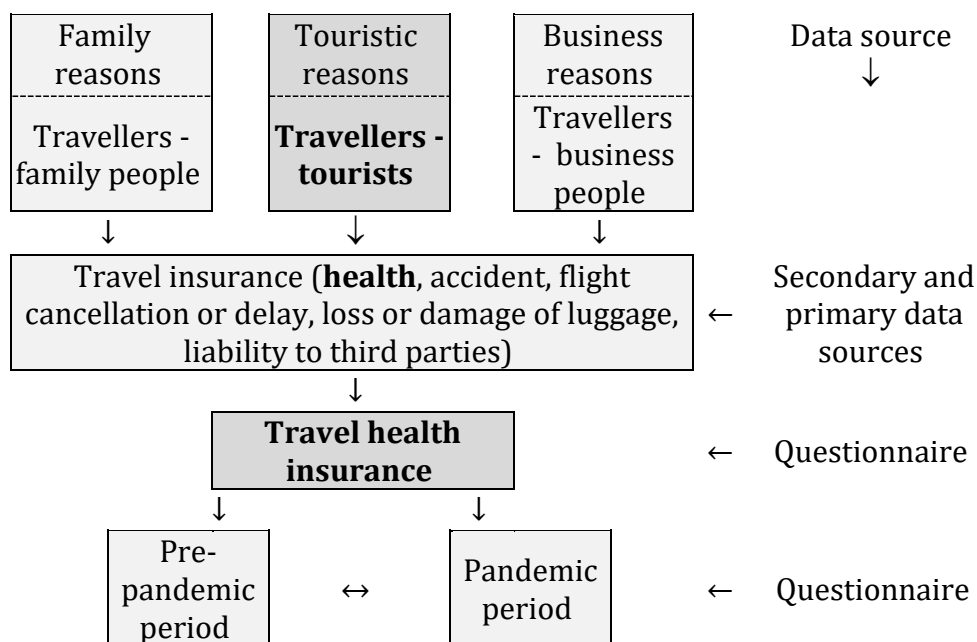 Family
reasons
Touristic
reasons
Business
reasons
Data source
↓
Travellers -
family people
Travellers -
tourists
Travellers
- business
people
↓ ↓ ↓
Travel insurance (health, accident, flight
cancellation or delay, loss or damage of luggage,
liability to third parties)
← Secondary and
primary data
sources
↓
Travel health
insurance
← Questionnaire
↓ ↓
Pre-
pandemic
period
↔
Pandemic
period
← Questionnaire